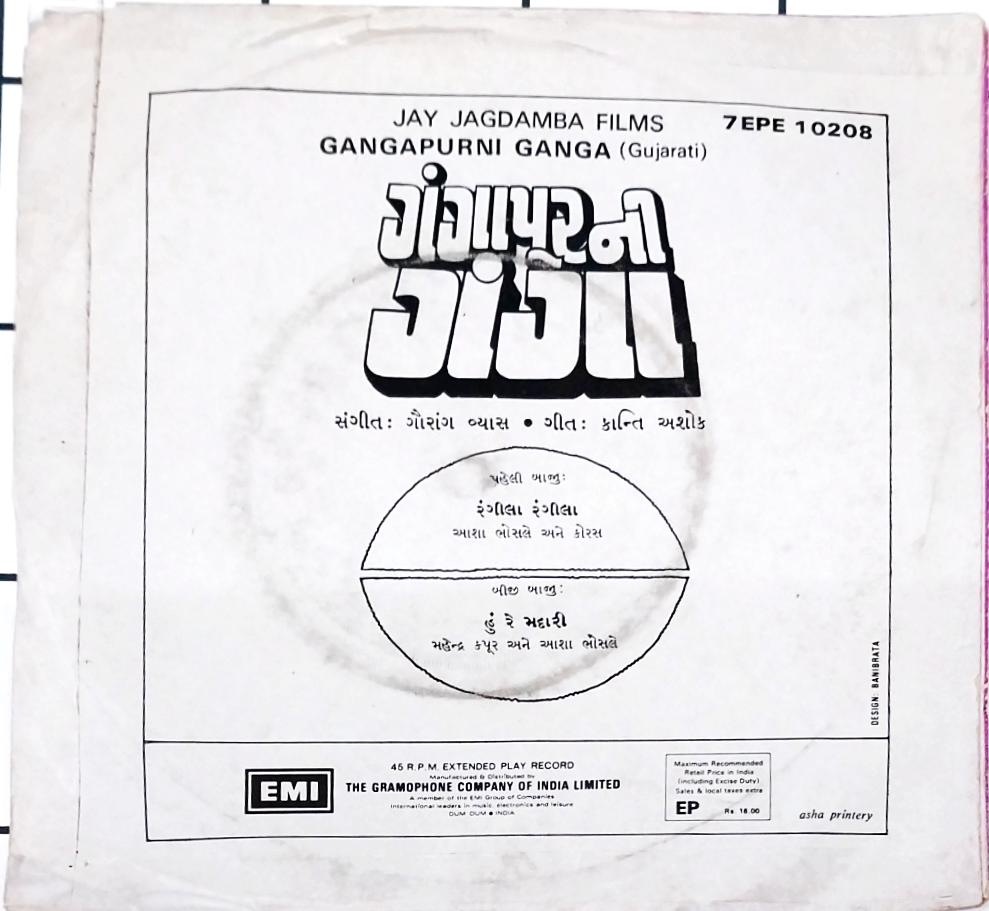 JAY JAGDAMBA FILMS
7EPE 10208
GANGAPURNI GANGA (Gujarati)
ગંગાપુરની
ગંગા
સંગીત: ગૌરાંગ વ્યાસ • ગીત: કાન્તિ અશોક
પહેલી બાજુ:
રંગીલા રંગીલા
આશા ભોસલે અને કોરસ
બીજી બાજુ:
હું રે મદારી
મહેન્દ્ર કપૂર અને આશા ભોસલે
DESIGN: BANIBRATA
EMI
45 R.P.M. EXTENDED PLAY RECORD
Manufactured & Distributed by
THE GRAMOPHONE COMPANY OF INDIA LIMITED
A member of the EMI Group of Companies
International leaders in music, electronics and leisure
DUM DUM • INDIA
Maximum Recommended
Retail Price in India
(including Excise Duty)
Sales & local taxes extra
EP Rs. 18.00
asha printery